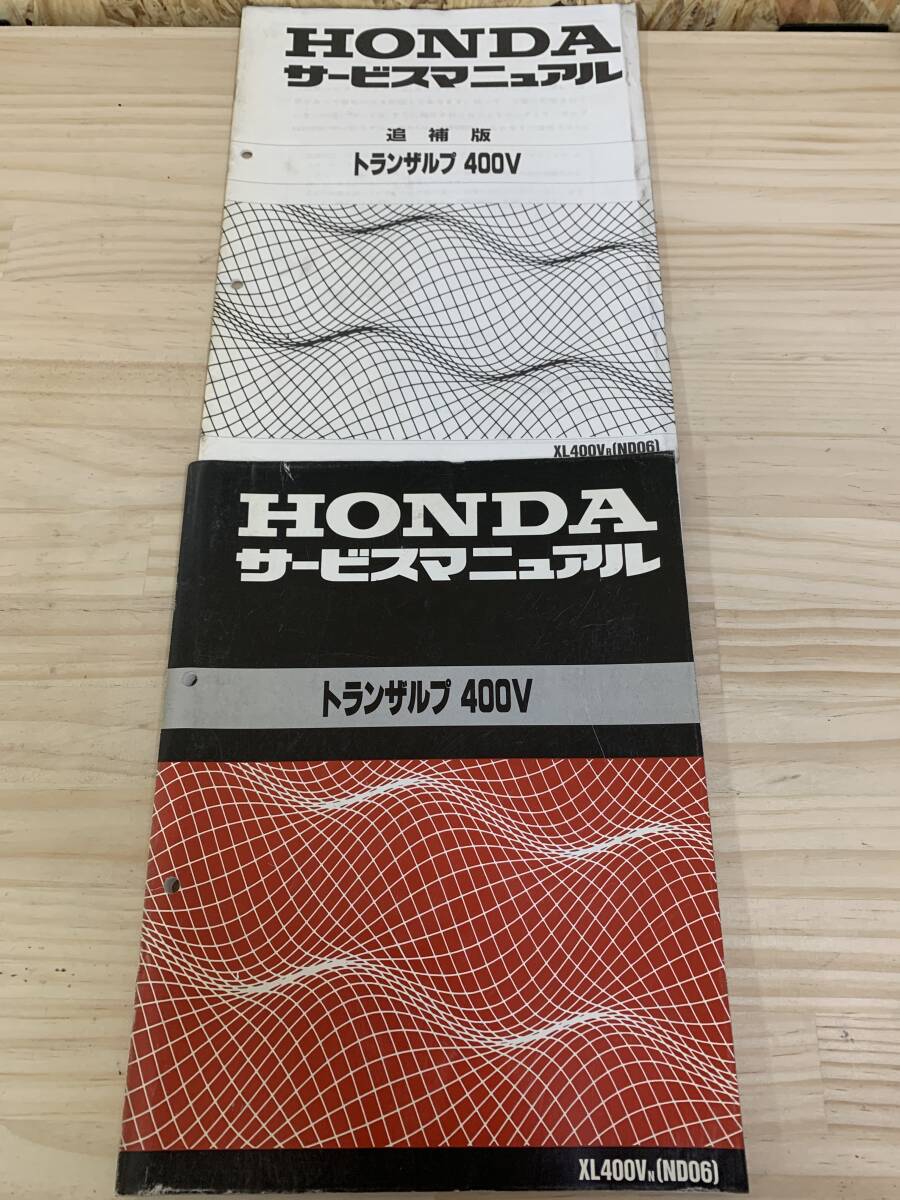 HONDA
サービスマニュアル
追補版
トランザルプ 400V
XL400VR(ND06)
HONDA
サービスマニュアル
トランザルプ 400V
XL400VN(ND06)